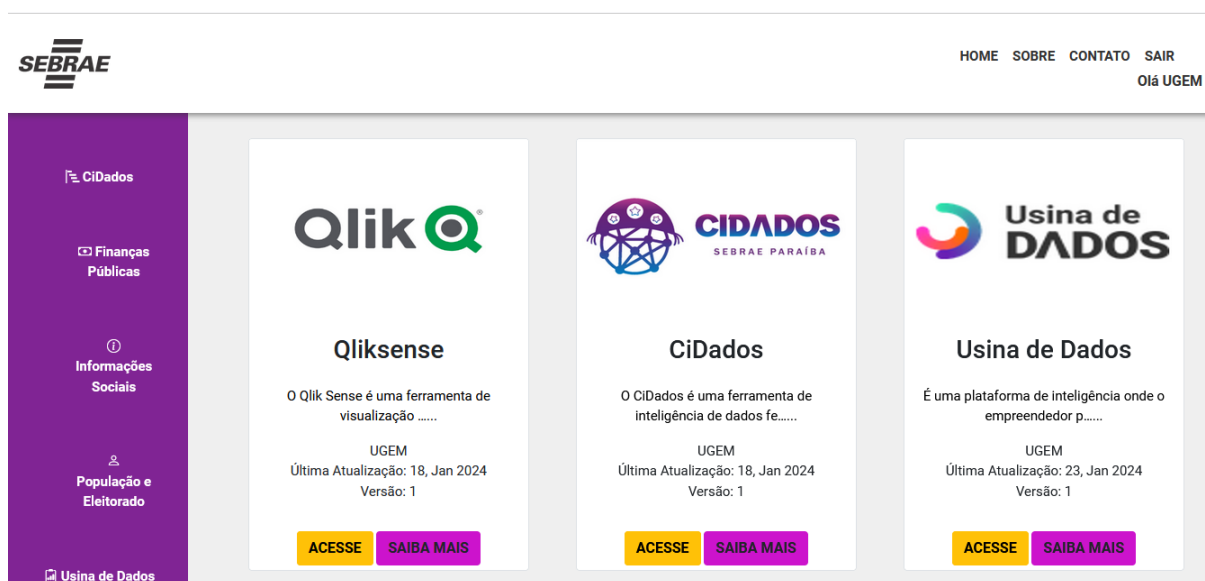 SEBRAE
HOME SOBRE CONTATO SAIR
Olá UGEM
CiDados
Finanças
Públicas
Informações
Sociais
População e
Eleitorado
Usina de Dados
Qlik
Qliksense
O Qlik Sense é uma ferramenta de
visualização ......
UGEM
Última Atualização: 18, Jan 2024
Versão: 1
ACESSE SAIBA MAIS
CIDADOS
SEBRAE PARAÍBA
CiDados
O CiDados é uma ferramenta de
inteligência de dados fe......
UGEM
Última Atualização: 18, Jan 2024
Versão: 1
ACESSE SAIBA MAIS
Usina de
DADOS
Usina de Dados
É uma plataforma de inteligência onde o
empreendedor p......
UGEM
Última Atualização: 23, Jan 2024
Versão: 1
ACESSE SAIBA MAIS